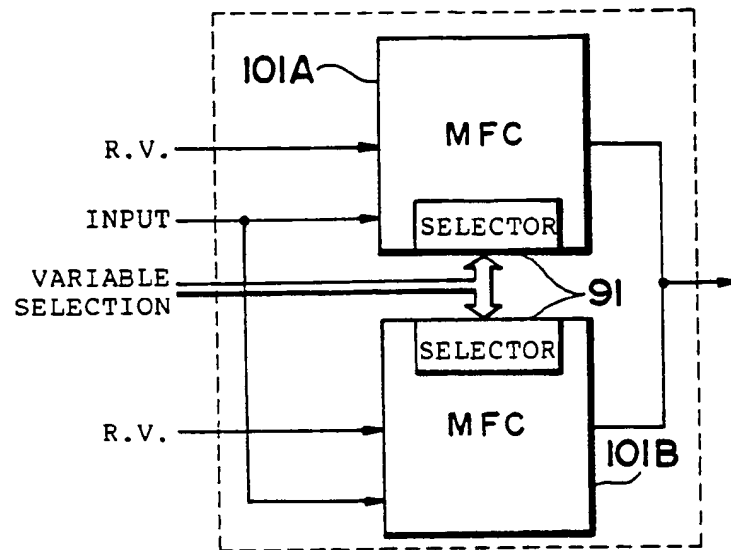 101A
MFC
R.V.
INPUT
SELECTOR
VARIABLE
SELECTION
91
SELECTOR
MFC
R.V.
101B